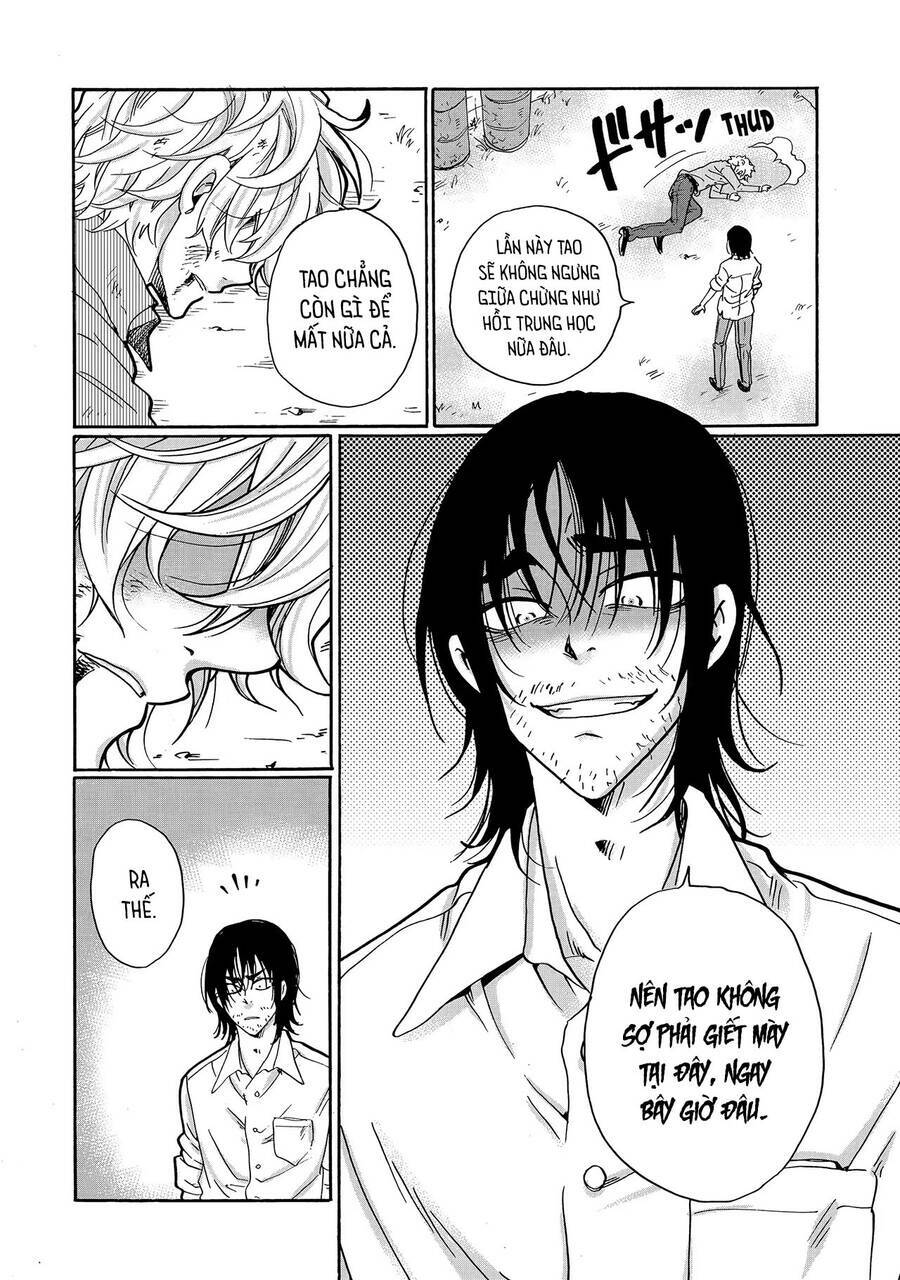 ドサッ
THUD
LẦN NÀY TAO
SẼ KHÔNG NGƯNG
GIỮA CHỪNG NHƯ
HỒI TRUNG HỌC
NỮA ĐÂU.
TAO CHẲNG
CÒN GÌ ĐỂ
MẤT NỮA CẢ.
NÊN TAO KHÔNG
SỢ PHẢI GIẾT MÀY
TẠI ĐÂY, NGAY
BÂY GIỜ ĐÂU.
RA
THẾ.